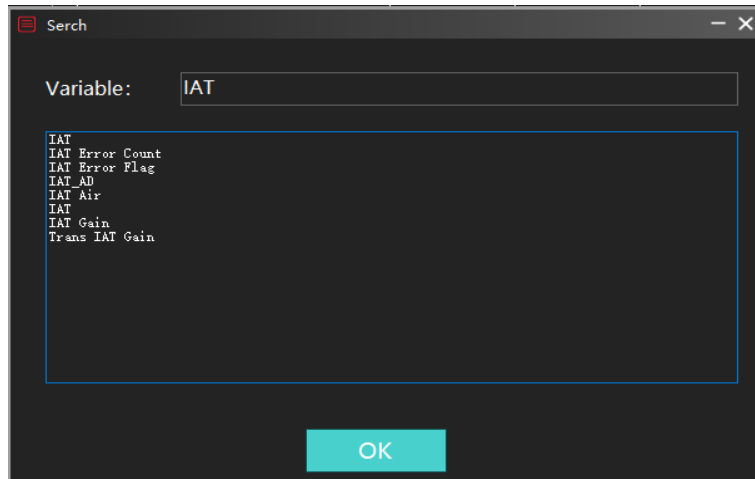 Serch
Variable: IAT
IAT
IAT Error Count
IAT Error Flag
IAT_AD
IAT Air
IAT
IAT Gain
Trans IAT Gain
OK